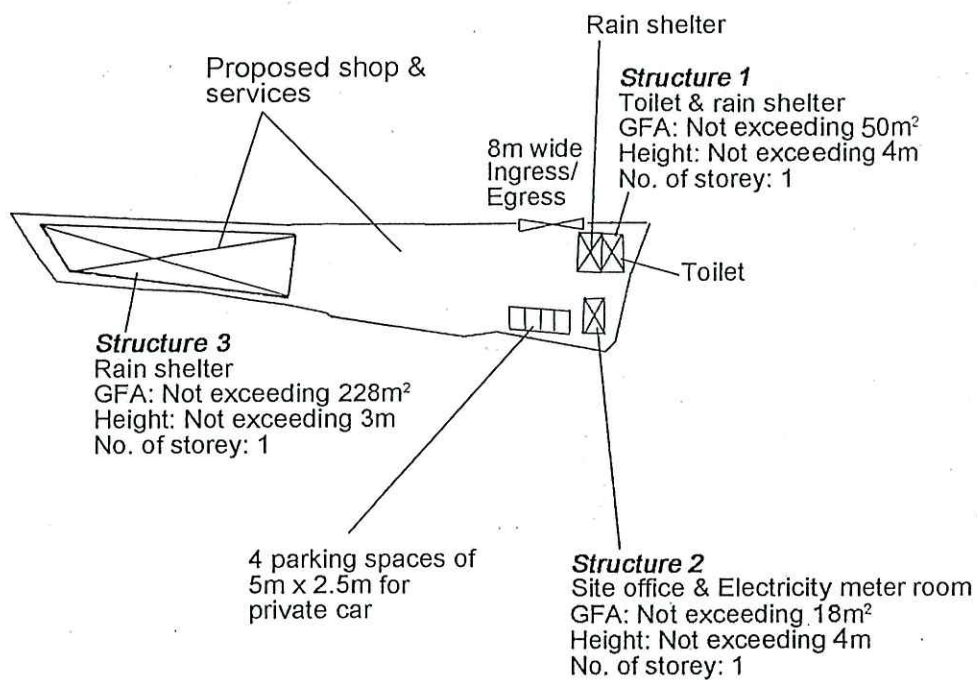 Rain shelter
Proposed shop &
services
Structure 1
Toilet & rain shelter
GFA: Not exceeding 50m²
Height: Not exceeding 4m
No. of storey: 1
8m wide
Ingress/
Egress
Toilet
Structure 3
Rain shelter
GFA: Not exceeding 228m²
Height: Not exceeding 3m
No. of storey: 1
4 parking spaces of
5m x 2.5m for
private car
Structure 2
Site office & Electricity meter room
GFA: Not exceeding 18m²
Height: Not exceeding 4m
No. of storey: 1